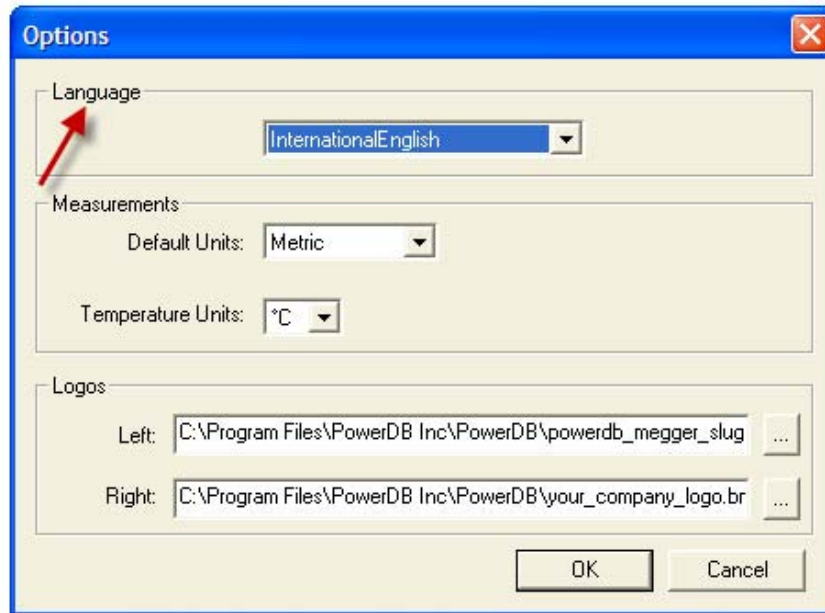 Options
Language
InternationalEnglish
Measurements
Default Units: Metric
Temperature Units: °C
Logos
Left: C:\Program Files\PowerDB Inc\PowerDB\powerdb_megger_slug ...
Right: C:\Program Files\PowerDB Inc\PowerDB\your_company_logo.br ...
OK Cancel